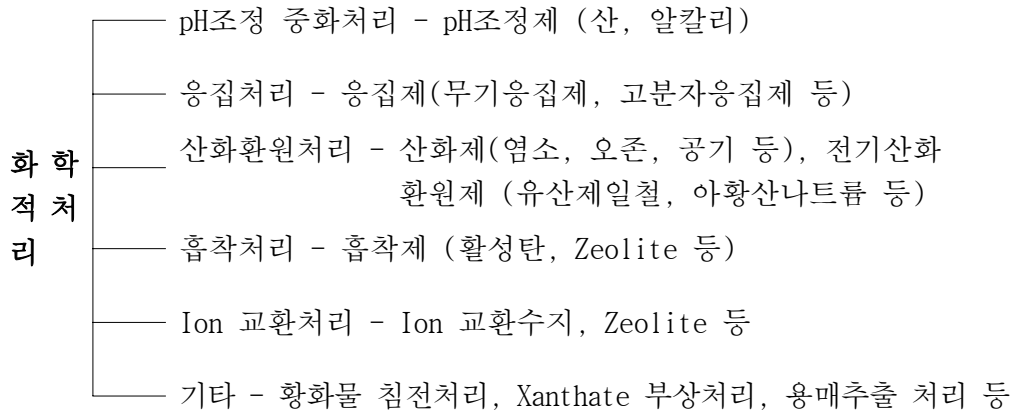 pH조정 중화처리 - pH조정제 (산, 알칼리)
응집처리 - 응집제(무기응집제, 고분자응집제 등)
화 학
적 처
리
산화환원처리 - 산화제(염소, 오존, 공기 등), 전기산화
환원제 (유산제일철, 아황산나트륨 등)
흡착처리 - 흡착제 (활성탄, Zeolite 등)
Ion 교환처리 - Ion 교환수지, Zeolite 등
기타 - 황화물 침전처리, Xanthate 부상처리, 용매추출 처리 등